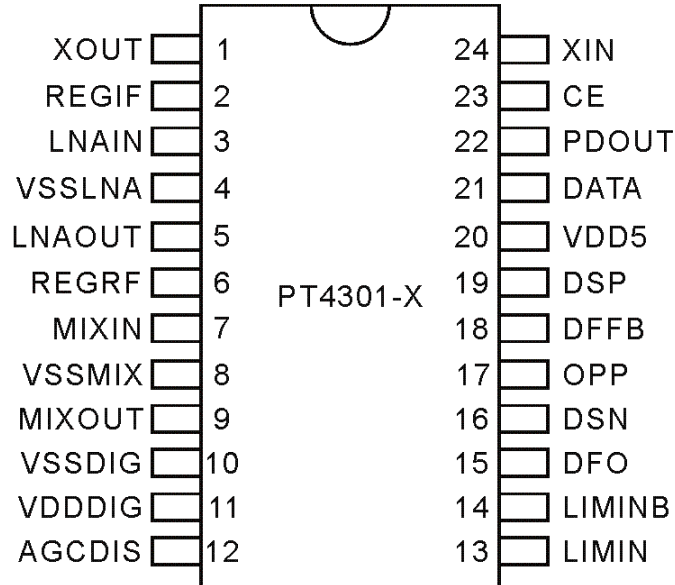 XOUT 1 24 XIN
REGIF 2 23 CE
LNAIN 3 22 PDOUT
VSSLNA 4 21 DATA
LNAOUT 5 20 VDD5
REGRF 6 19 DSP
PT4301-X
MIXIN 7 18 DFFB
VSSMIX 8 17 OPP
MIXOUT 9 16 DSN
VSSDIG 10 15 DFO
VDDDIG 11 14 LIMINB
AGCDIS 12 13 LIMIN